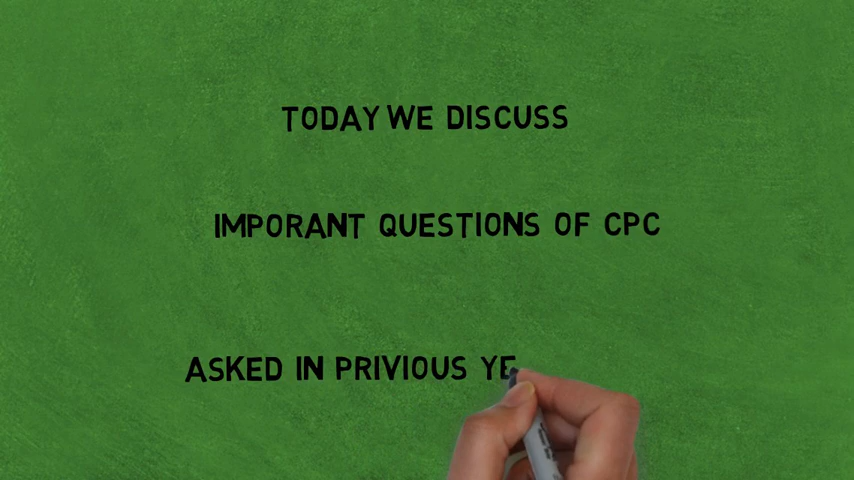 TODAY WE DISCUSS
IMPORANT QUESTIONS OF CPC
ASKED IN PRIVIOUS YE